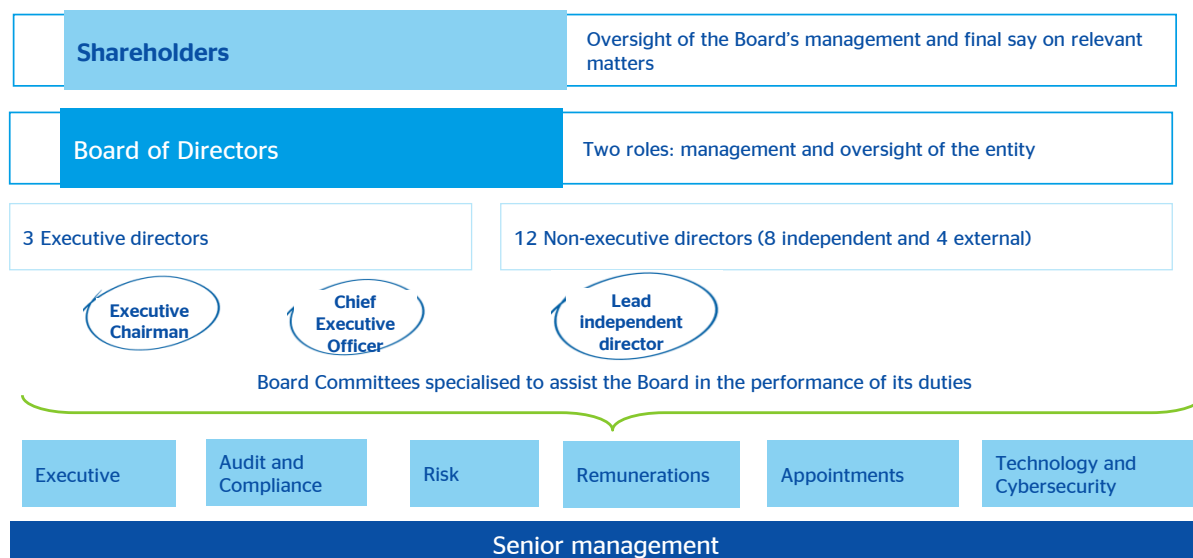 Shareholders
Oversight of the Board's management and final say on relevant
matters
Board of Directors
Two roles: management and oversight of the entity
3 Executive directors
12 Non-executive directors (8 independent and 4 external)
Executive
Chairman
Chief
Executive
Officer
Lead
independent
director
Board Committees specialised to assist the Board in the performance of its duties
Executive
Audit and
Compliance
Risk
Remunerations
Appointments
Technology and
Cybersecurity
Senior management